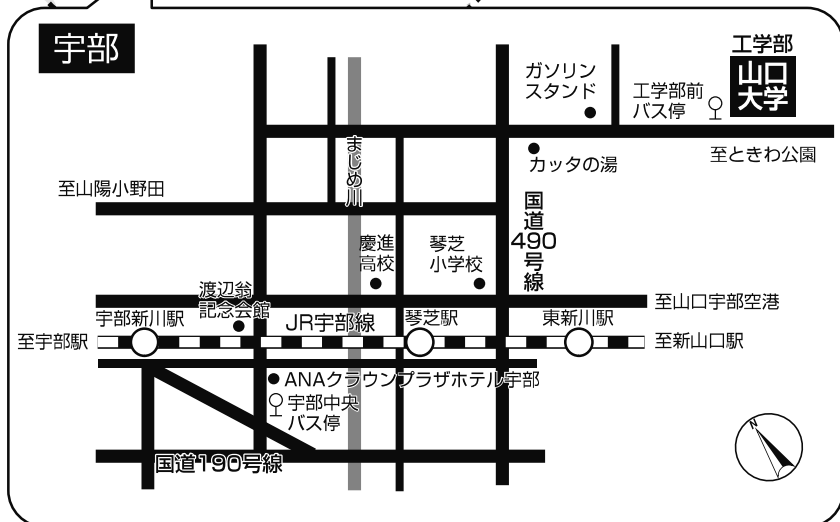 宇部
工学部
山口
大学
ガソリン
スタンド
工学部前
バス停
カッタの湯
至ときわ公園
まじめ川
至山陽小野田
国道490号線
慶進
高校
琴芝
小学校
渡辺翁
記念会館
至山口宇部空港
宇部新川駅
JR宇部線
琴芝駅
東新川駅
至宇部駅
至新山口駅
ANAクラウンプラザホテル宇部
宇部中央
バス停
国道190号線
N